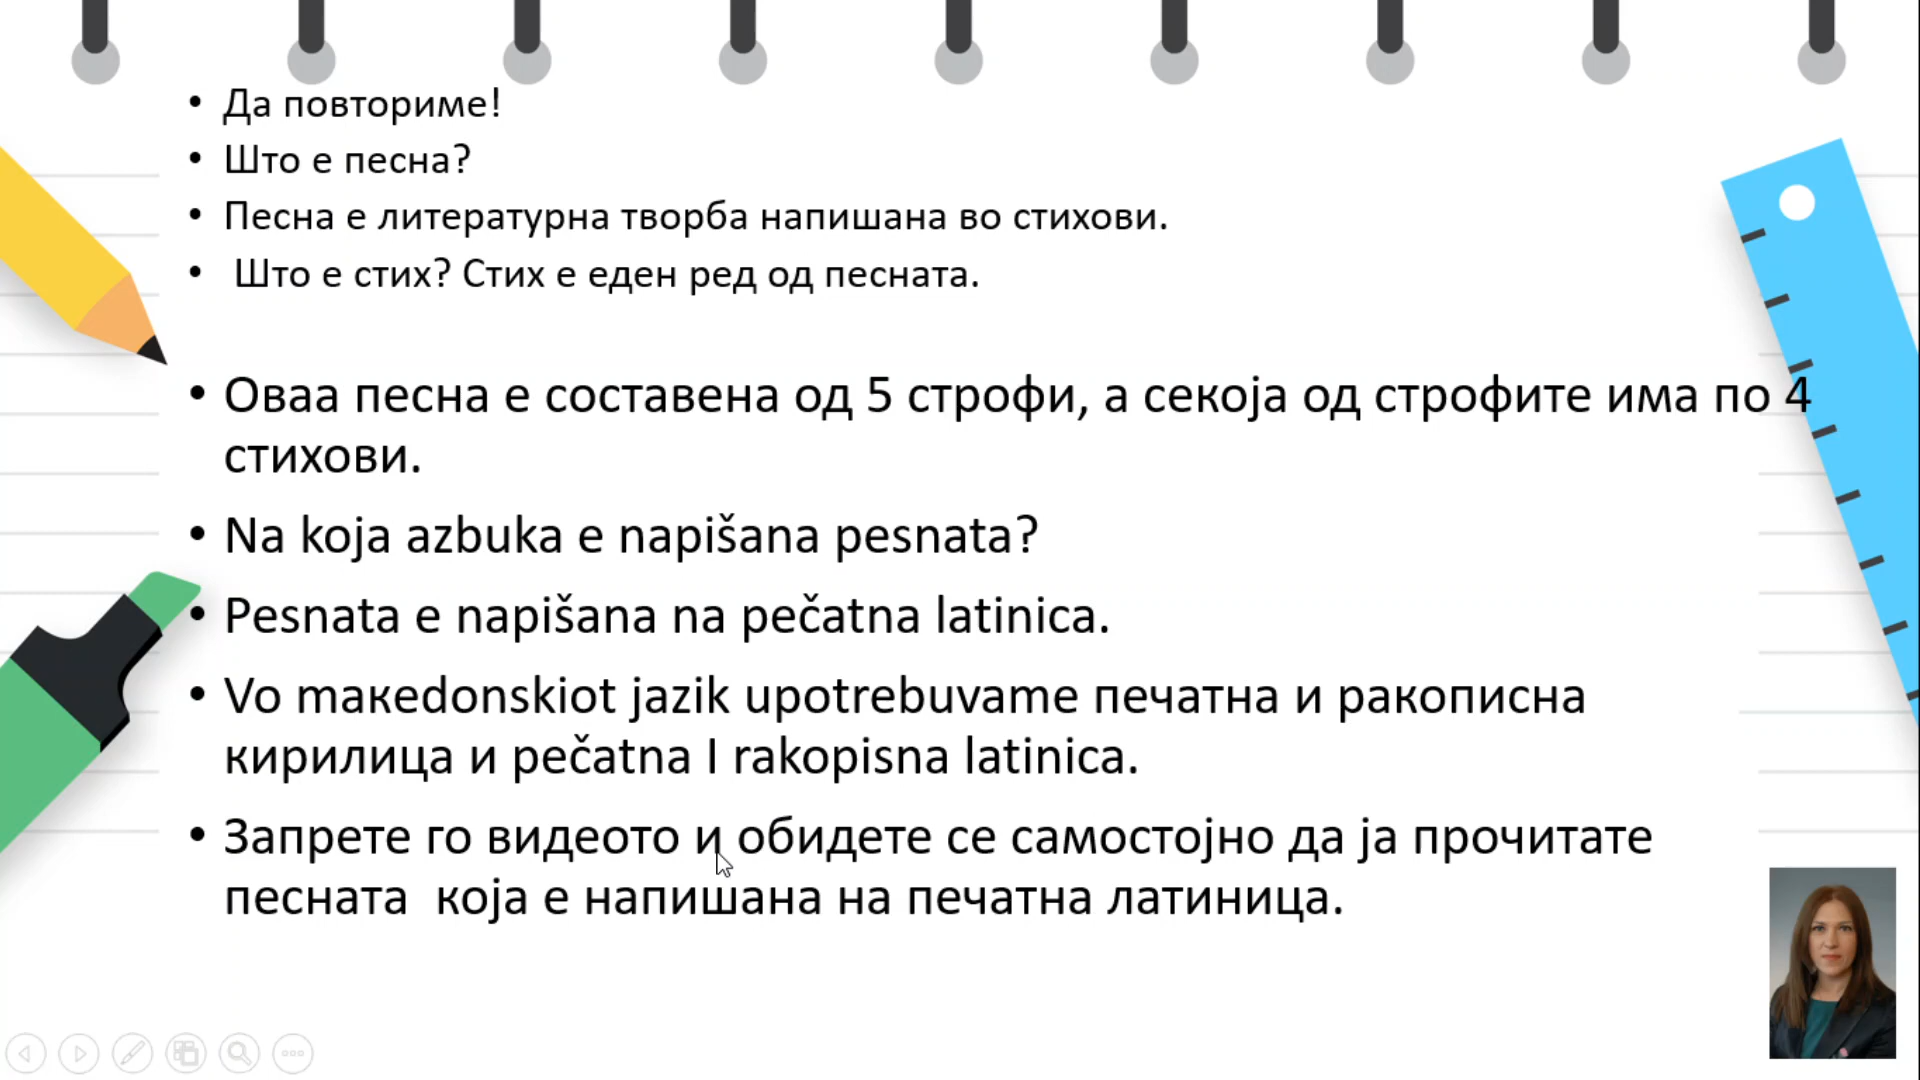 • Да повториме!
• Што е песна?
• Песна е литературна творба напишана во стихови.
• Што е стих? Стих е еден ред од песната.
• Оваа песна е составена од 5 строфи, а секоја од строфите има по 4
стихови.
• Na koja azbuka e napišana pesnata?
• Pesnata e napišana na pečatna latinica.
• Vo maкedonskiot jazik upotrebuvame печатна и ракописна
кирилица и pečatna I rakopisna latinica.
• Запрете го видеото и обидете се самостојно да ја прочитате
песната која е напишана на печатна латиница.